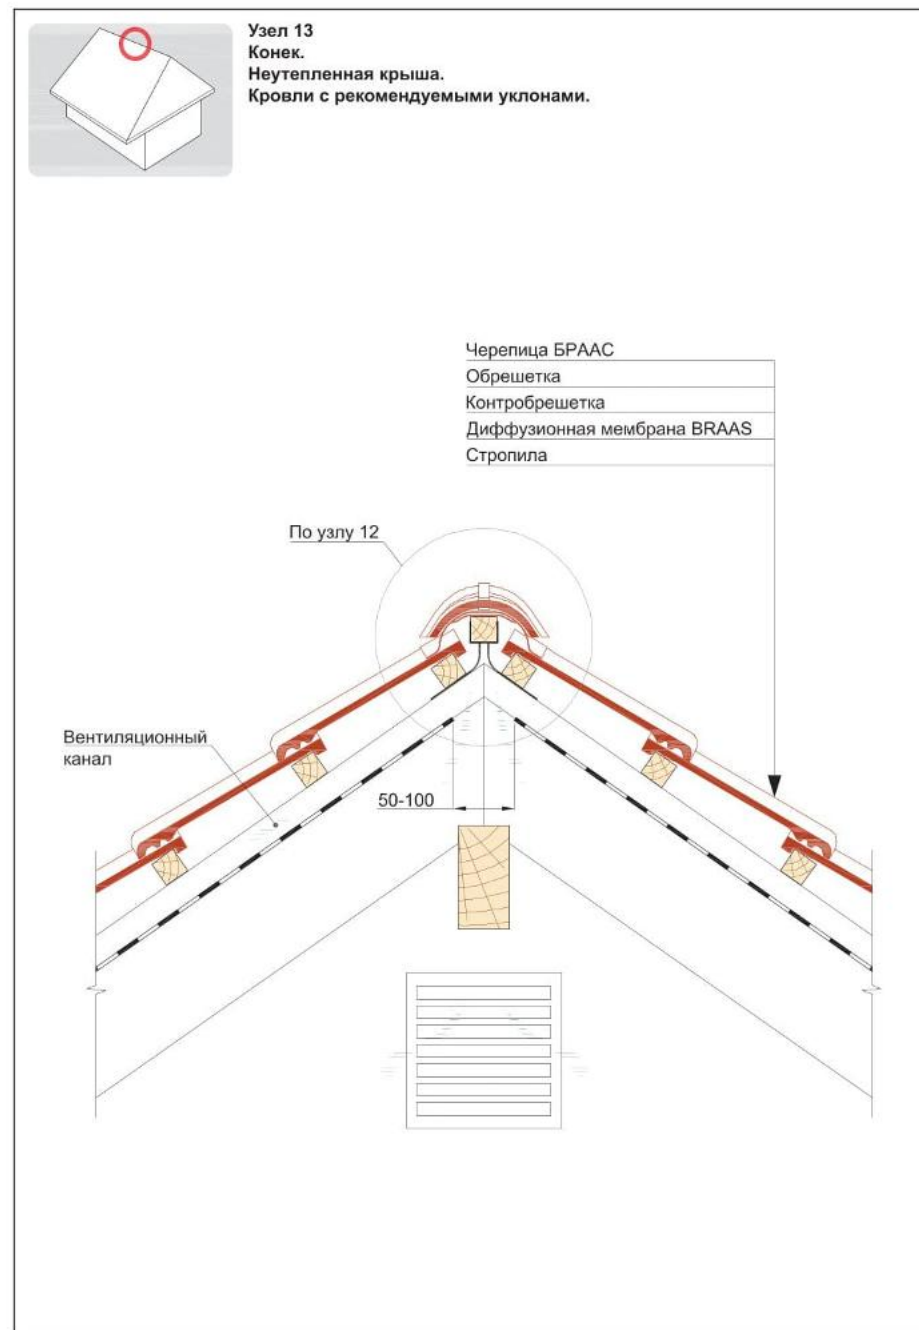 Узел 13
Конек.
Неутепленная крыша.
Кровли с рекомендуемыми уклонами.
Черепица БРААС
Обрешетка
Контробрешетка
Диффузионная мембрана BRAAS
Стропила
По узлу 12
Вентиляционный
канал
50-100